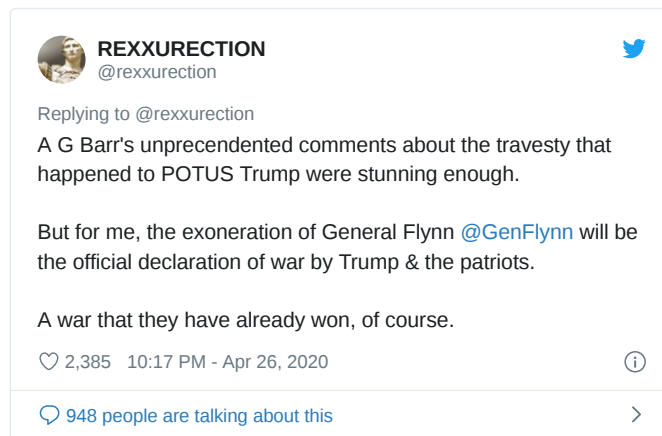 REXXURECTION
@rexxurection
Replying to @rexxurection
A G Barr's unprecendented comments about the travesty that
happened to POTUS Trump were stunning enough.
But for me, the exoneration of General Flynn @GenFlynn will be
the official declaration of war by Trump & the patriots.
A war that they have already won, of course.
2,385 10:17 PM - Apr 26, 2020
948 people are talking about this